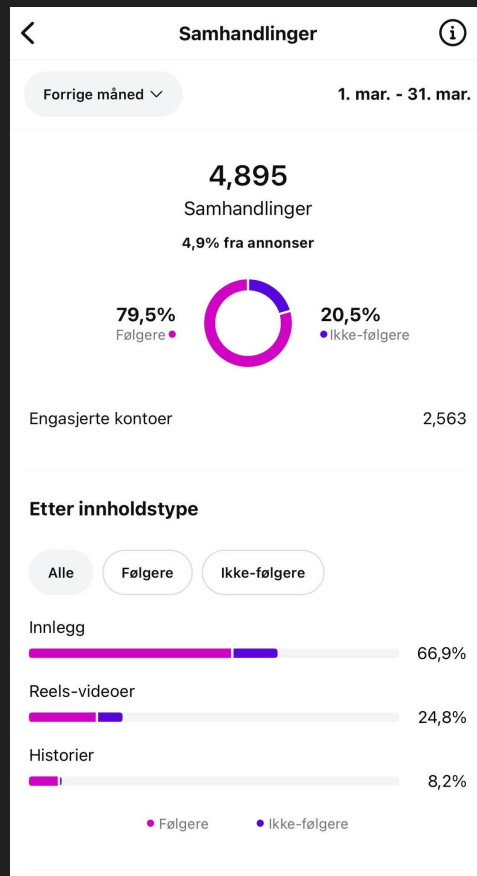 Samhandlinger
Forrige måned 1. mar. - 31. mar.
4,895
Samhandlinger
4,9% fra annonser
79,5% 20,5%
Følgere Ikke-følgere
Engasjerte kontoer 2,563
Etter innholdstype
Alle Følgere Ikke-følgere
Innlegg
66,9%
Reels-videoer
24,8%
Historier
8,2%
Følgere Ikke-følgere